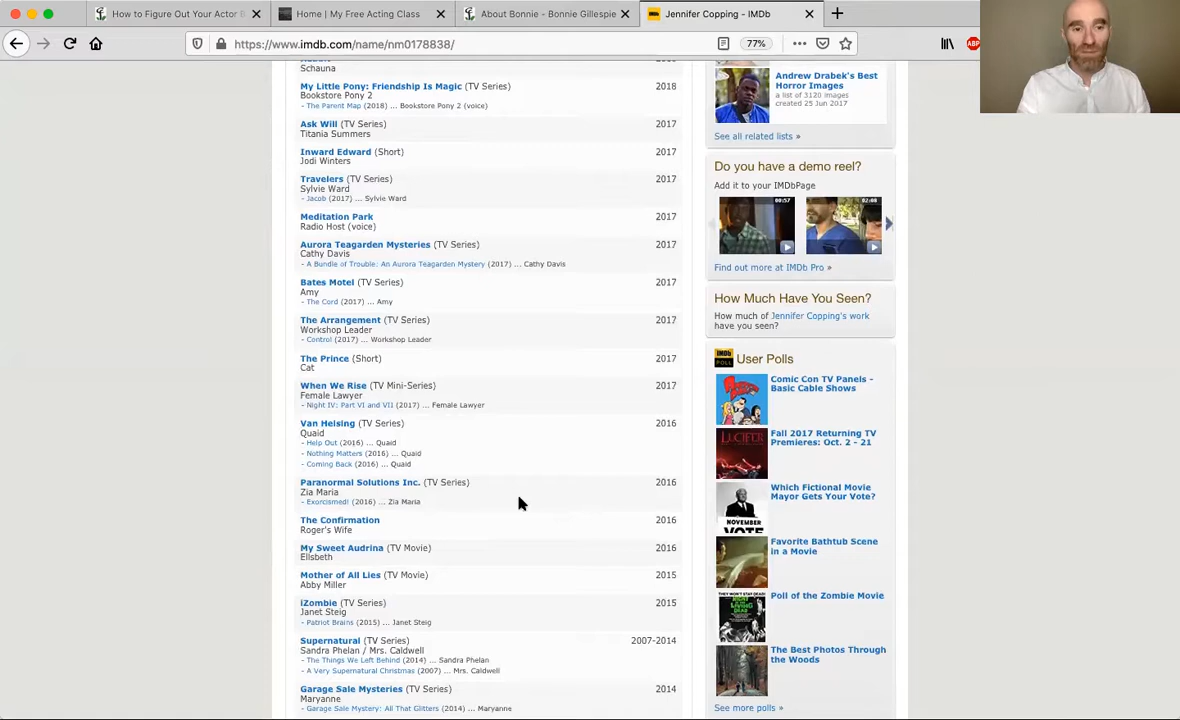 How to Figure Out Your Actor B
Home | My Free Acting Class
About Bonnie - Bonnie Gillespie
Jennifer Copping - IMDb
https://www.imdb.com/name/nm0178838/
77%
ABP
Schauna
My Little Pony: Friendship Is Magic (TV Series) 2018
Bookstore Pony 2
- The Parent Map (2018) ... Bookstore Pony 2 (voice)
Ask Will (TV Series) 2017
Titania Summers
Inward Edward (Short) 2017
Jodi Winters
Travelers (TV Series) 2017
Sylvie Ward
- Jacob (2017) ... Sylvie Ward
Meditation Park 2017
Radio Host (voice)
Aurora Teagarden Mysteries (TV Series) 2017
Cathy Davis
- A Bundle of Trouble: An Aurora Teagarden Mystery (2017) ... Cathy Davis
Bates Motel (TV Series) 2017
Amy
- The Cord (2017) ... Amy
The Arrangement (TV Series) 2017
Workshop Leader
- Control (2017) ... Workshop Leader
The Prince (Short) 2017
Cat
When We Rise (TV Mini-Series) 2017
Female Lawyer
- Night IV: Part VI and VII (2017) ... Female Lawyer
Van Helsing (TV Series) 2016
Quaid
- Help Out (2016) ... Quaid
- Nothing Matters (2016) ... Quaid
- Coming Back (2016) ... Quaid
Paranormal Solutions Inc. (TV Series) 2016
Zia Maria
- Exorcismed! (2016) ... Zia Maria
The Confirmation 2016
Roger's Wife
My Sweet Audrina (TV Movie) 2016
Ellsbeth
Mother of All Lies (TV Movie) 2015
Abby Miller
iZombie (TV Series) 2015
Janet Steig
- Patriot Brains (2015) ... Janet Steig
Supernatural (TV Series) 2007-2014
Sandra Phelan / Mrs. Caldwell
- The Things We Left Behind (2014) ... Sandra Phelan
- A Very Supernatural Christmas (2007) ... Mrs. Caldwell
Garage Sale Mysteries (TV Series) 2014
Maryanne
- Garage Sale Mystery: All That Glitters (2014) ... Maryanne
Andrew Drabek's Best
Horror Images
a list of 3120 images
created 25 Jun 2017
See all related lists »
Do you have a demo reel?
Add it to your IMDbPage
00:57
02:08
Find out more at IMDb Pro »
How Much Have You Seen?
How much of Jennifer Copping's work
have you seen?
IMDb
POLL
User Polls
Comic Con TV Panels -
Basic Cable Shows
LUCIFER
Fall 2017 Returning TV
Premieres: Oct. 2 - 21
NOVEMBER
VOTE
Which Fictional Movie
Mayor Gets Your Vote?
Favorite Bathtub Scene
in a Movie
Poll of the Zombie Movie
The Best Photos Through
the Woods
See more polls »